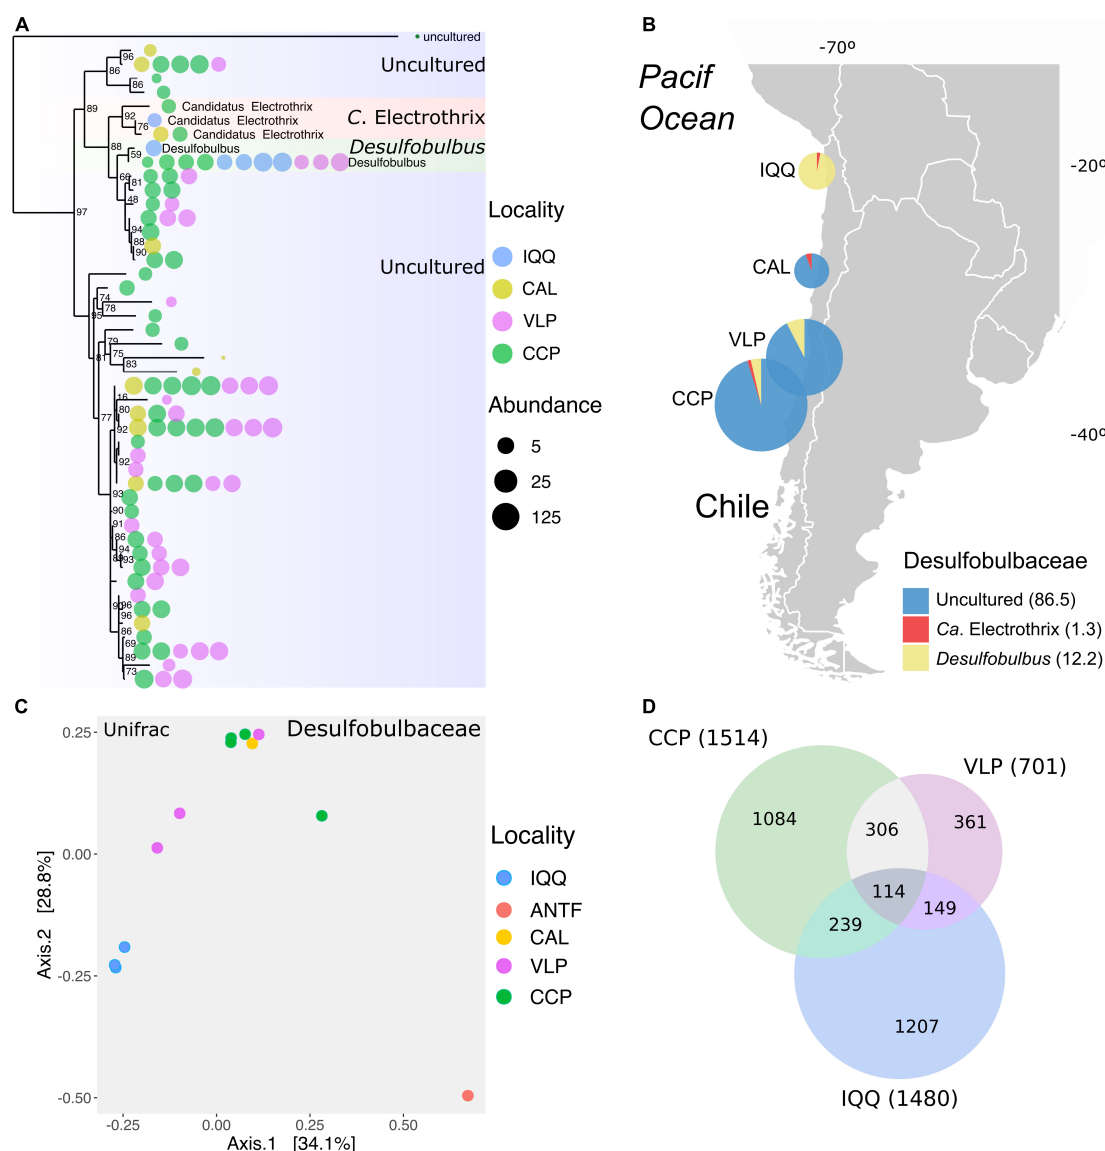 A
uncultured
96
Uncultured
86
86
89
Candidatus Electrothrix
92
Candidatus Electrothrix
C. Electrothrix
76
Candidatus Electrothrix
88
Desulfobulbus
Desulfobulbus
59
Desulfobulbus
66
81
48
97
94
88
90
Uncultured
74
78
95
79
75
81
83
16
80
77
92
92
93
90
91
86
94
93
96
96
86
69
89
73
Locality
IQQ
CAL
VLP
CCP
Abundance
5
25
125
B
-70º
Pacif
Ocean
IQQ
-20º
CAL
VLP
CCP
-40º
Chile
Desulfobulbaceae
Uncultured (86.5)
Ca. Electrothrix (1.3)
Desulfobulbus (12.2)
C
Unifrac
Desulfobulbaceae
0.25
0.00
-0.25
-0.50
Axis.2 [28.8%]
-0.25
0.00
0.25
0.50
Axis.1 [34.1%]
Locality
IQQ
ANTF
CAL
VLP
CCP
D
CCP (1514)
VLP (701)
1084
306
361
114
149
239
1207
IQQ (1480)